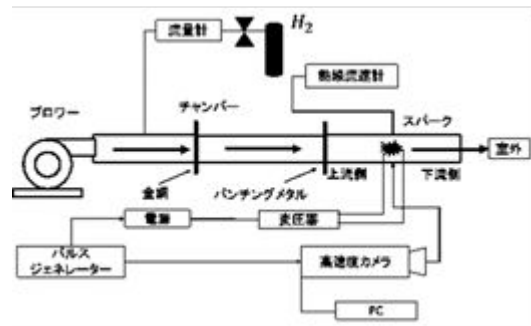 H₂
流量計
熱線流速計
ブロワー
チャンバー
スパーク
室外
金網
パンチングメタル
上流側
下流側
電源
変圧器
パルス
ジェネレーター
高速度カメラ
PC